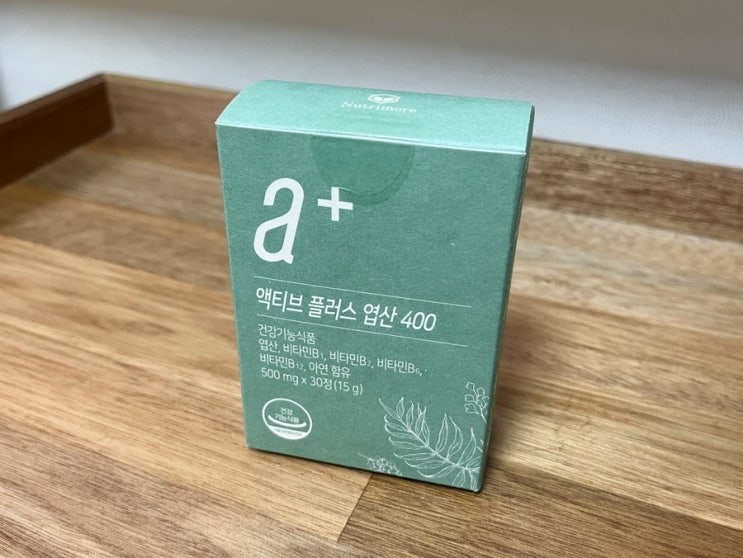 Nutrimore
a+
액티브 플러스 엽산 400
건강기능식품
엽산, 비타민B1, 비타민B2, 비타민B6,
비타민B12, 아연 함유
500 mg x 30정(15 g)
건강
기능식품